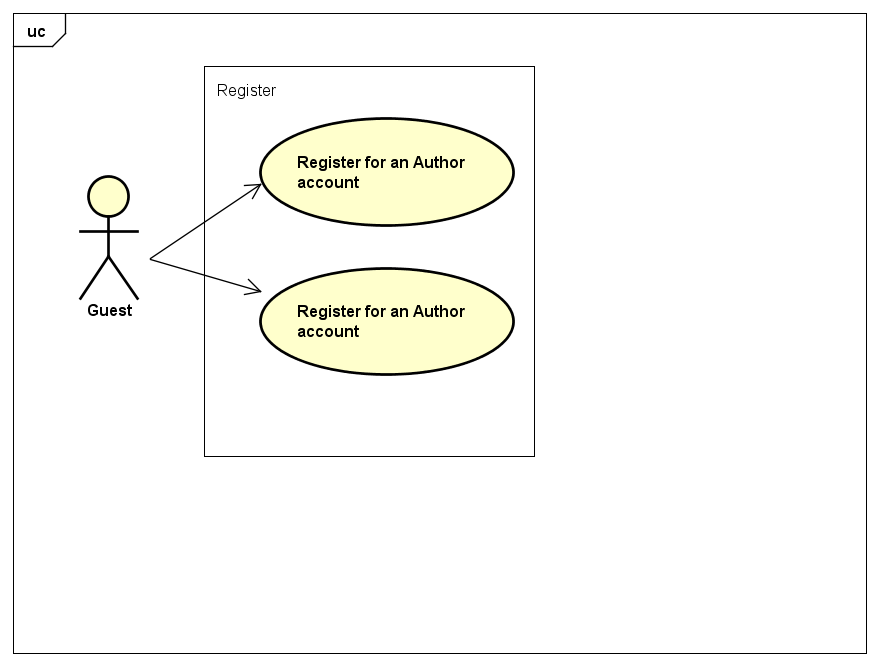 uc
Register
Register for an Author
account
Register for an Author
account
Guest